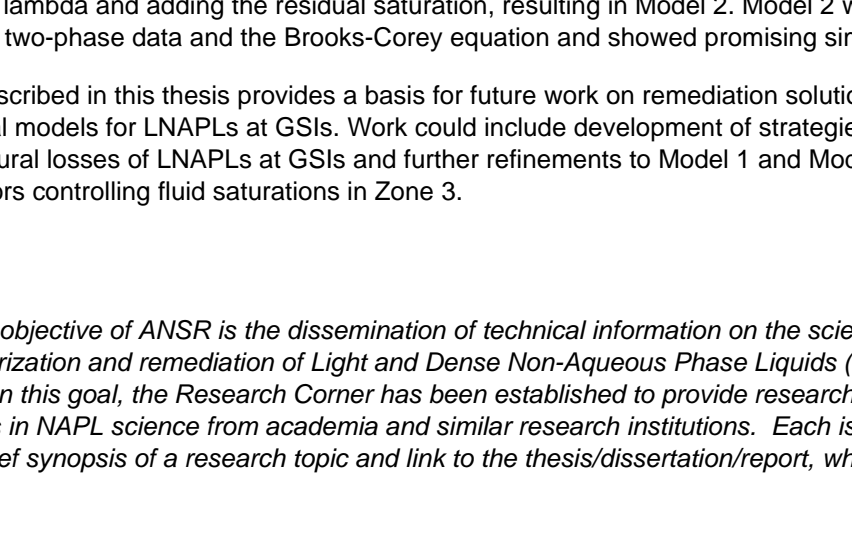 lambda and adding the residual saturation, resulting in Model 2. Model 2 w
two-phase data and the Brooks-Corey equation and showed promising sin
scribed in this thesis provides a basis for future work on remediation soluti
l models for LNAPLs at GSIs. Work could include development of strategie
ural losses of LNAPLs at GSIs and further refinements to Model 1 and Mod
ors controlling fluid saturations in Zone 3.
objective of ANSR is the dissemination of technical information on the scie
rization and remediation of Light and Dense Non-Aqueous Phase Liquids (
n this goal, the Research Corner has been established to provide research
s in NAPL science from academia and similar research institutions.  Each is
ef synopsis of a research topic and link to the thesis/dissertation/report, wh